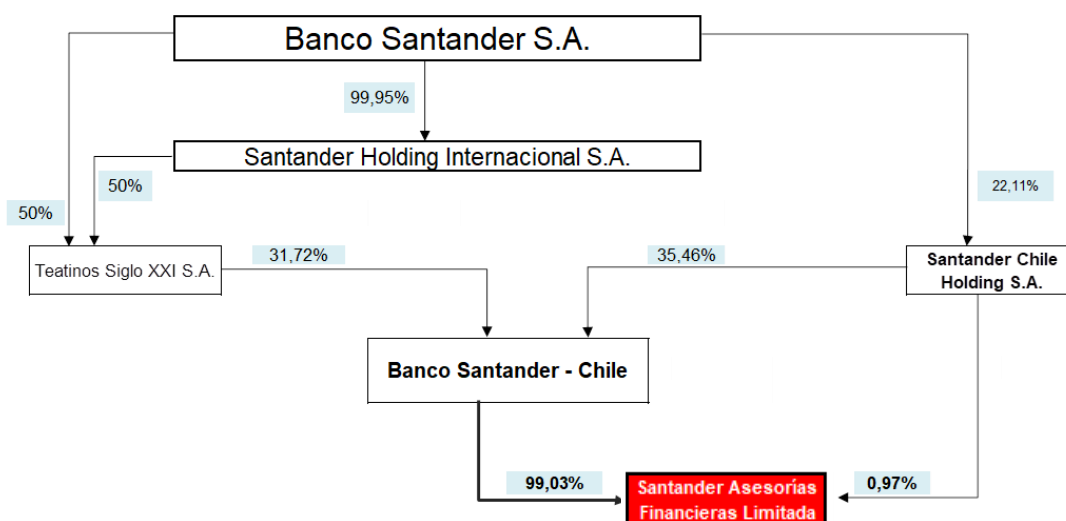 Banco Santander S.A.
99,95%
Santander Holding Internacional S.A.
50%
50%
22,11%
Teatinos Siglo XXI S.A.
31,72%
35,46%
Santander Chile
Holding S.A.
Banco Santander - Chile
99,03%
Santander Asesorías
Financieras Limitada
0,97%